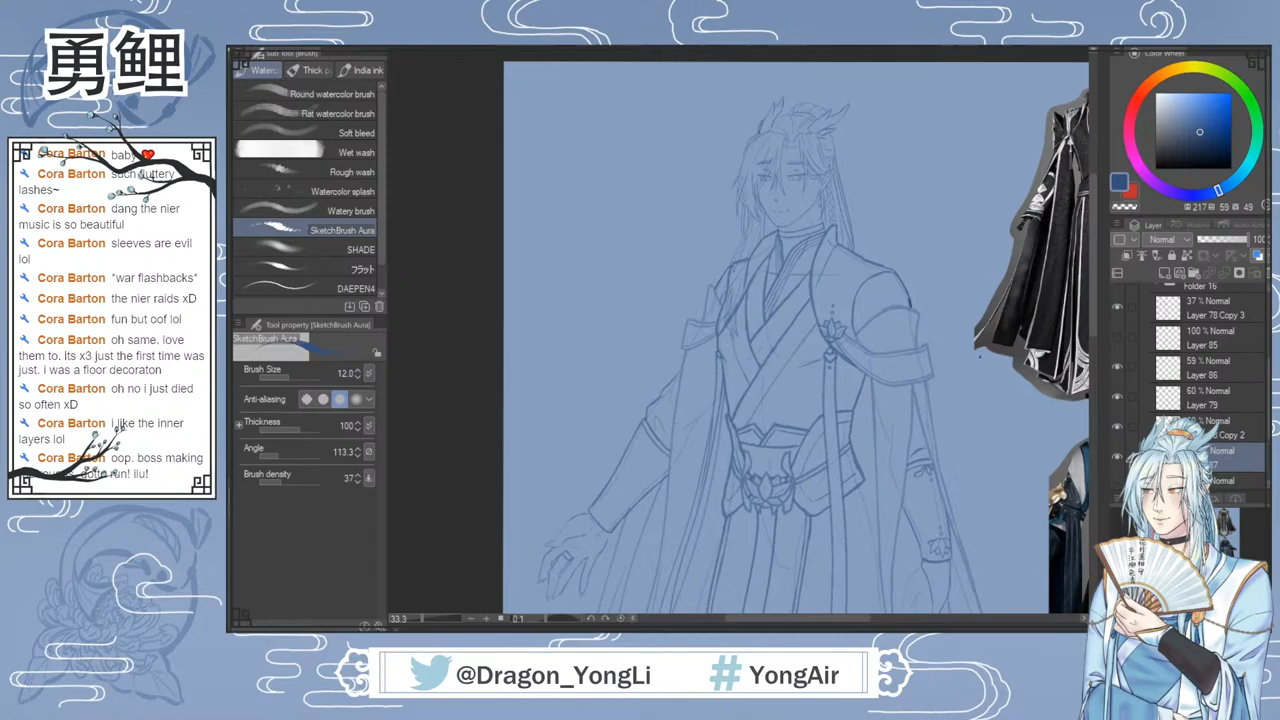 勇鲤
Cora Barton baby ❤
Cora Barton such fluttery
lashes~
Cora Barton dang the nier
music is so beautiful
Cora Barton sleeves are evil
lol
Cora Barton *war flashbacks*
Cora Barton the nier raids xD
Cora Barton fun but oof lol
Cora Barton oh same. love
them to. its x3 just the first time was
just. i was a floor decoraton
Cora Barton oh no i just died
so often xD
Cora Barton i like the inner
layers lol
Cora Barton oop. boss making
run! ilu!
Sub Tool [Brush]
Waterc
Thick p
India ink
Round watercolor brush
Flat watercolor brush
Soft bleed
Wet wash
Rough wash
Watercolor splash
Watery brush
SketchBrush Aura
SHADE
フラット
DAEPEN4
Tool property [SketchBrush Aura]
SketchBrush Aura
Brush Size 12.0
Anti-aliasing
Thickness 100
Angle 113.3
Brush density 37
33.3
0.1
Color Wheel
217 59 49
Layer
Normal 100
Folder 16
37 % Normal
Layer 78 Copy 3
100 % Normal
Layer 85
59 % Normal
Layer 86
60 % Normal
Layer 79
Normal
Copy 2
Normal
Normal
@Dragon_YongLi
# YongAir